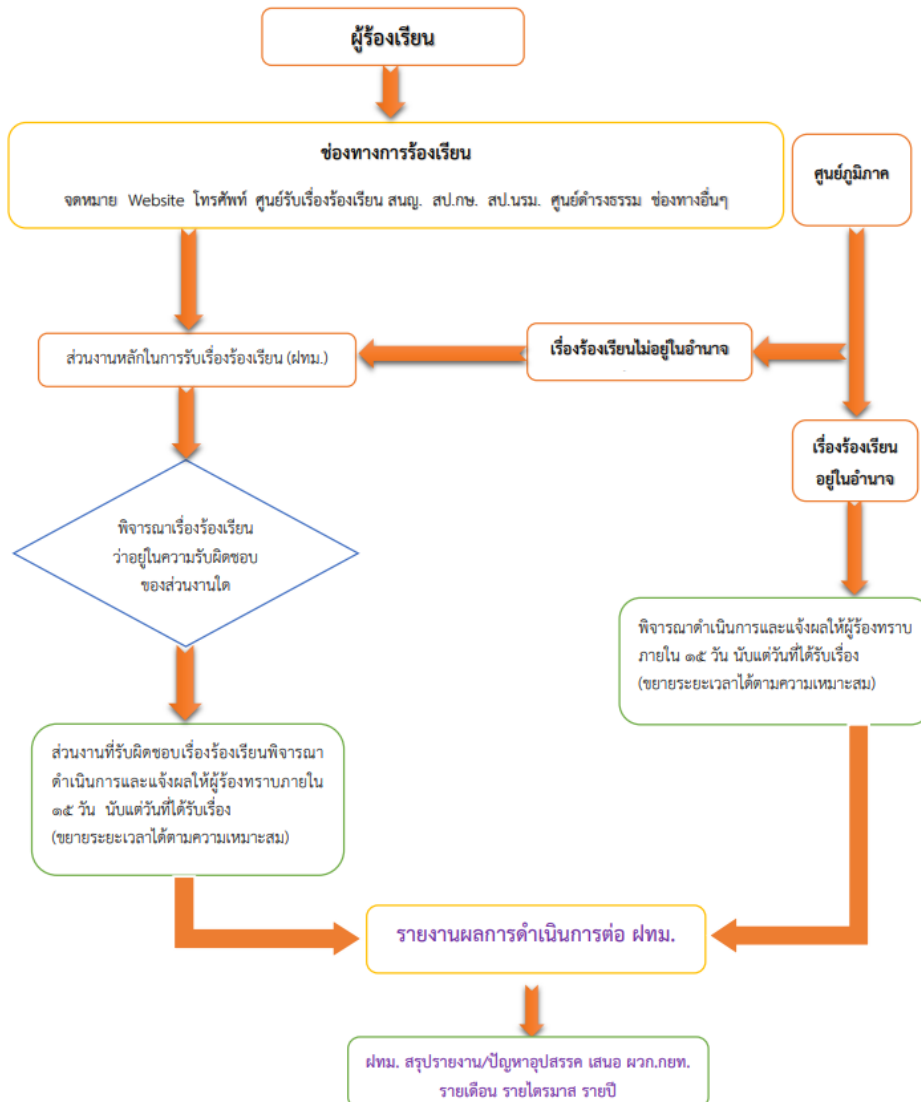 ผู้ร้องเรียน
ช่องทางการร้องเรียน
จดหมาย Website โทรศัพท์ ศูนย์รับเรื่องร้องเรียน สนญ. สป.กษ. สป.นรม. ศูนย์ดำรงธรรม ช่องทางอื่นๆ
ศูนย์ภูมิภาค
ส่วนงานหลักในการรับเรื่องร้องเรียน (ฝทม.)
เรื่องร้องเรียนไม่อยู่ในอำนาจ
เรื่องร้องเรียน
อยู่ในอำนาจ
พิจารณาเรื่องร้องเรียน
ว่าอยู่ในความรับผิดชอบ
ของส่วนงานใด
พิจารณาดำเนินการและแจ้งผลให้ผู้ร้องทราบ
ภายใน ๑๕ วัน นับแต่วันที่ได้รับเรื่อง
(ขยายระยะเวลาได้ตามความเหมาะสม)
ส่วนงานที่รับผิดชอบเรื่องร้องเรียนพิจารณา
ดำเนินการและแจ้งผลให้ผู้ร้องทราบภายใน
๑๕ วัน นับแต่วันที่ได้รับเรื่อง
(ขยายระยะเวลาได้ตามความเหมาะสม)
รายงานผลการดำเนินการต่อ ฝทม.
ฝทม. สรุปรายงาน/ปัญหาอุปสรรค เสนอ ผวก.กยท.
รายเดือน รายไตรมาส รายปี